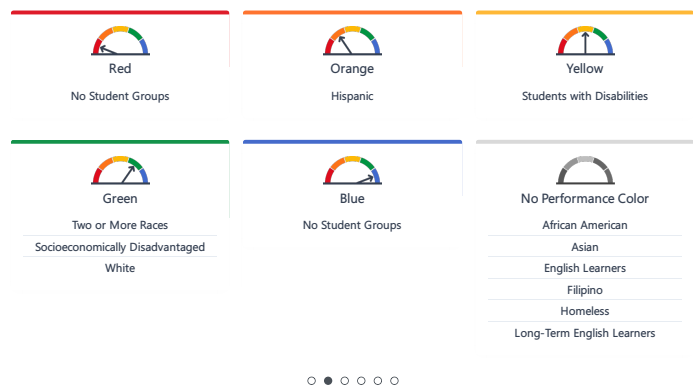 Red
No Student Groups
Orange
Hispanic
Yellow
Students with Disabilities
Green
Two or More Races
Socioeconomically Disadvantaged
White
Blue
No Student Groups
No Performance Color
African American
Asian
English Learners
Filipino
Homeless
Long-Term English Learners